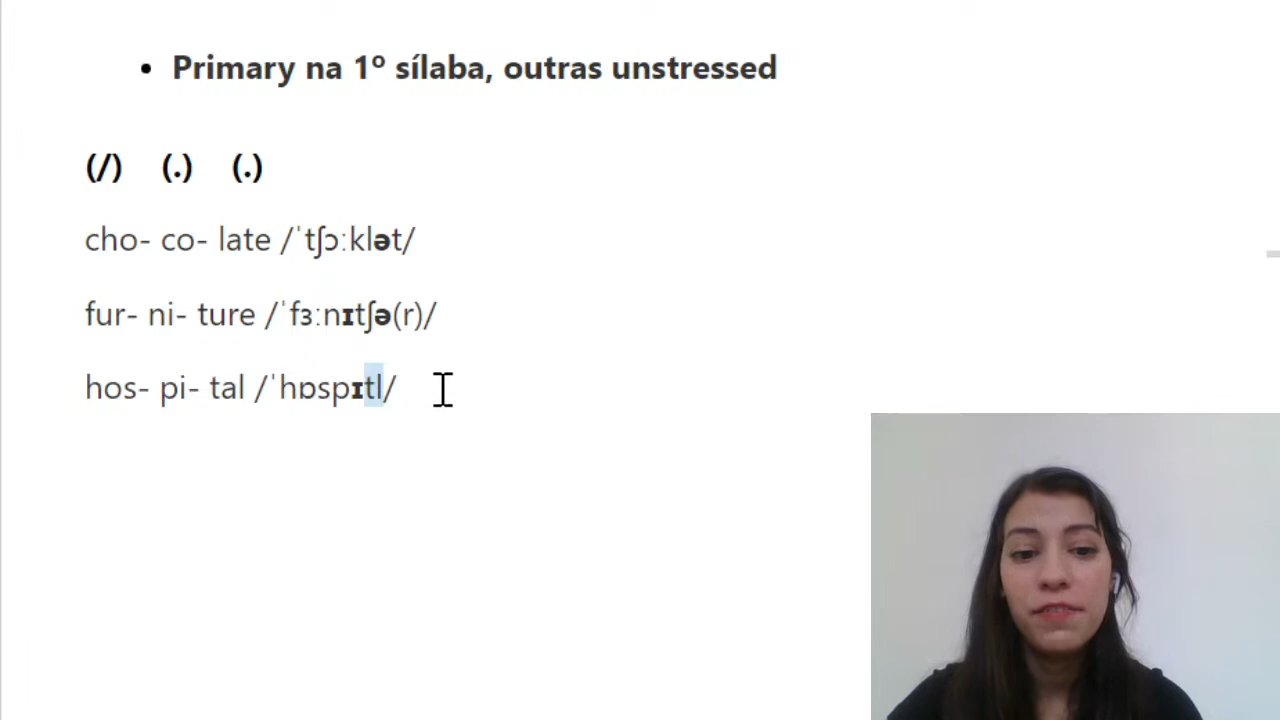 • Primary na 1º sílaba, outras unstressed
(/) (.) (.)
cho- co- late /ˈtʃɔːklət/
fur- ni- ture /ˈfɜːnɪtʃə(r)/
hos- pi- tal /ˈhɒspɪtl/